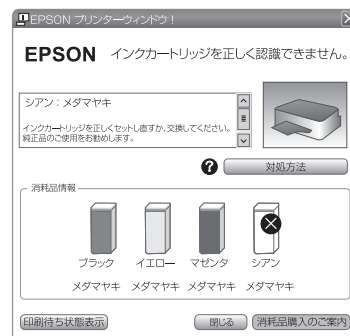 EPSON プリンターウィンドウ！
EPSON インクカートリッジを正しく認識できません。
シアン：メダマヤキ
インクカートリッジを正しくセットし直すか、交換してください。
純正品のご使用をお勧めします。
? 対処方法
消耗品情報
ブラック イエロー マゼンタ シアン
メダマヤキ メダマヤキ メダマヤキ メダマヤキ
印刷待ち状態表示 閉じる 消耗品購入のご案内